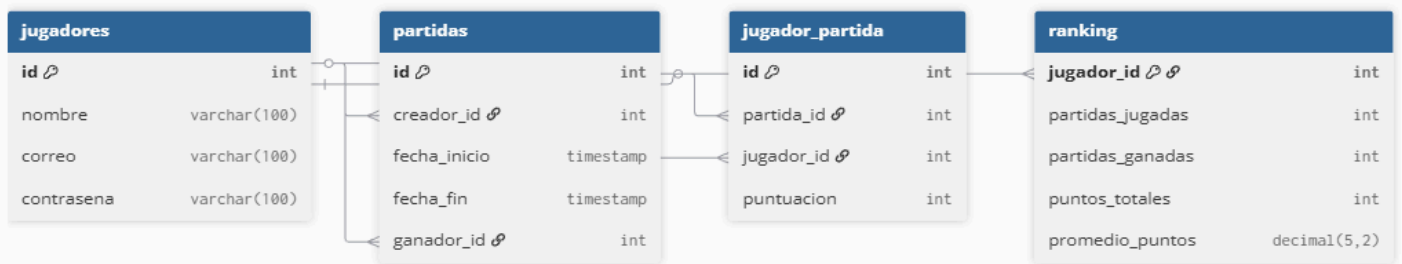 jugadores
id int
nombre varchar(100)
correo varchar(100)
contrasena varchar(100)
partidas
id int
creador_id int
fecha_inicio timestamp
fecha_fin timestamp
ganador_id int
jugador_partida
id int
partida_id int
jugador_id int
puntuacion int
ranking
jugador_id int
partidas_jugadas int
partidas_ganadas int
puntos_totales int
promedio_puntos decimal(5,2)